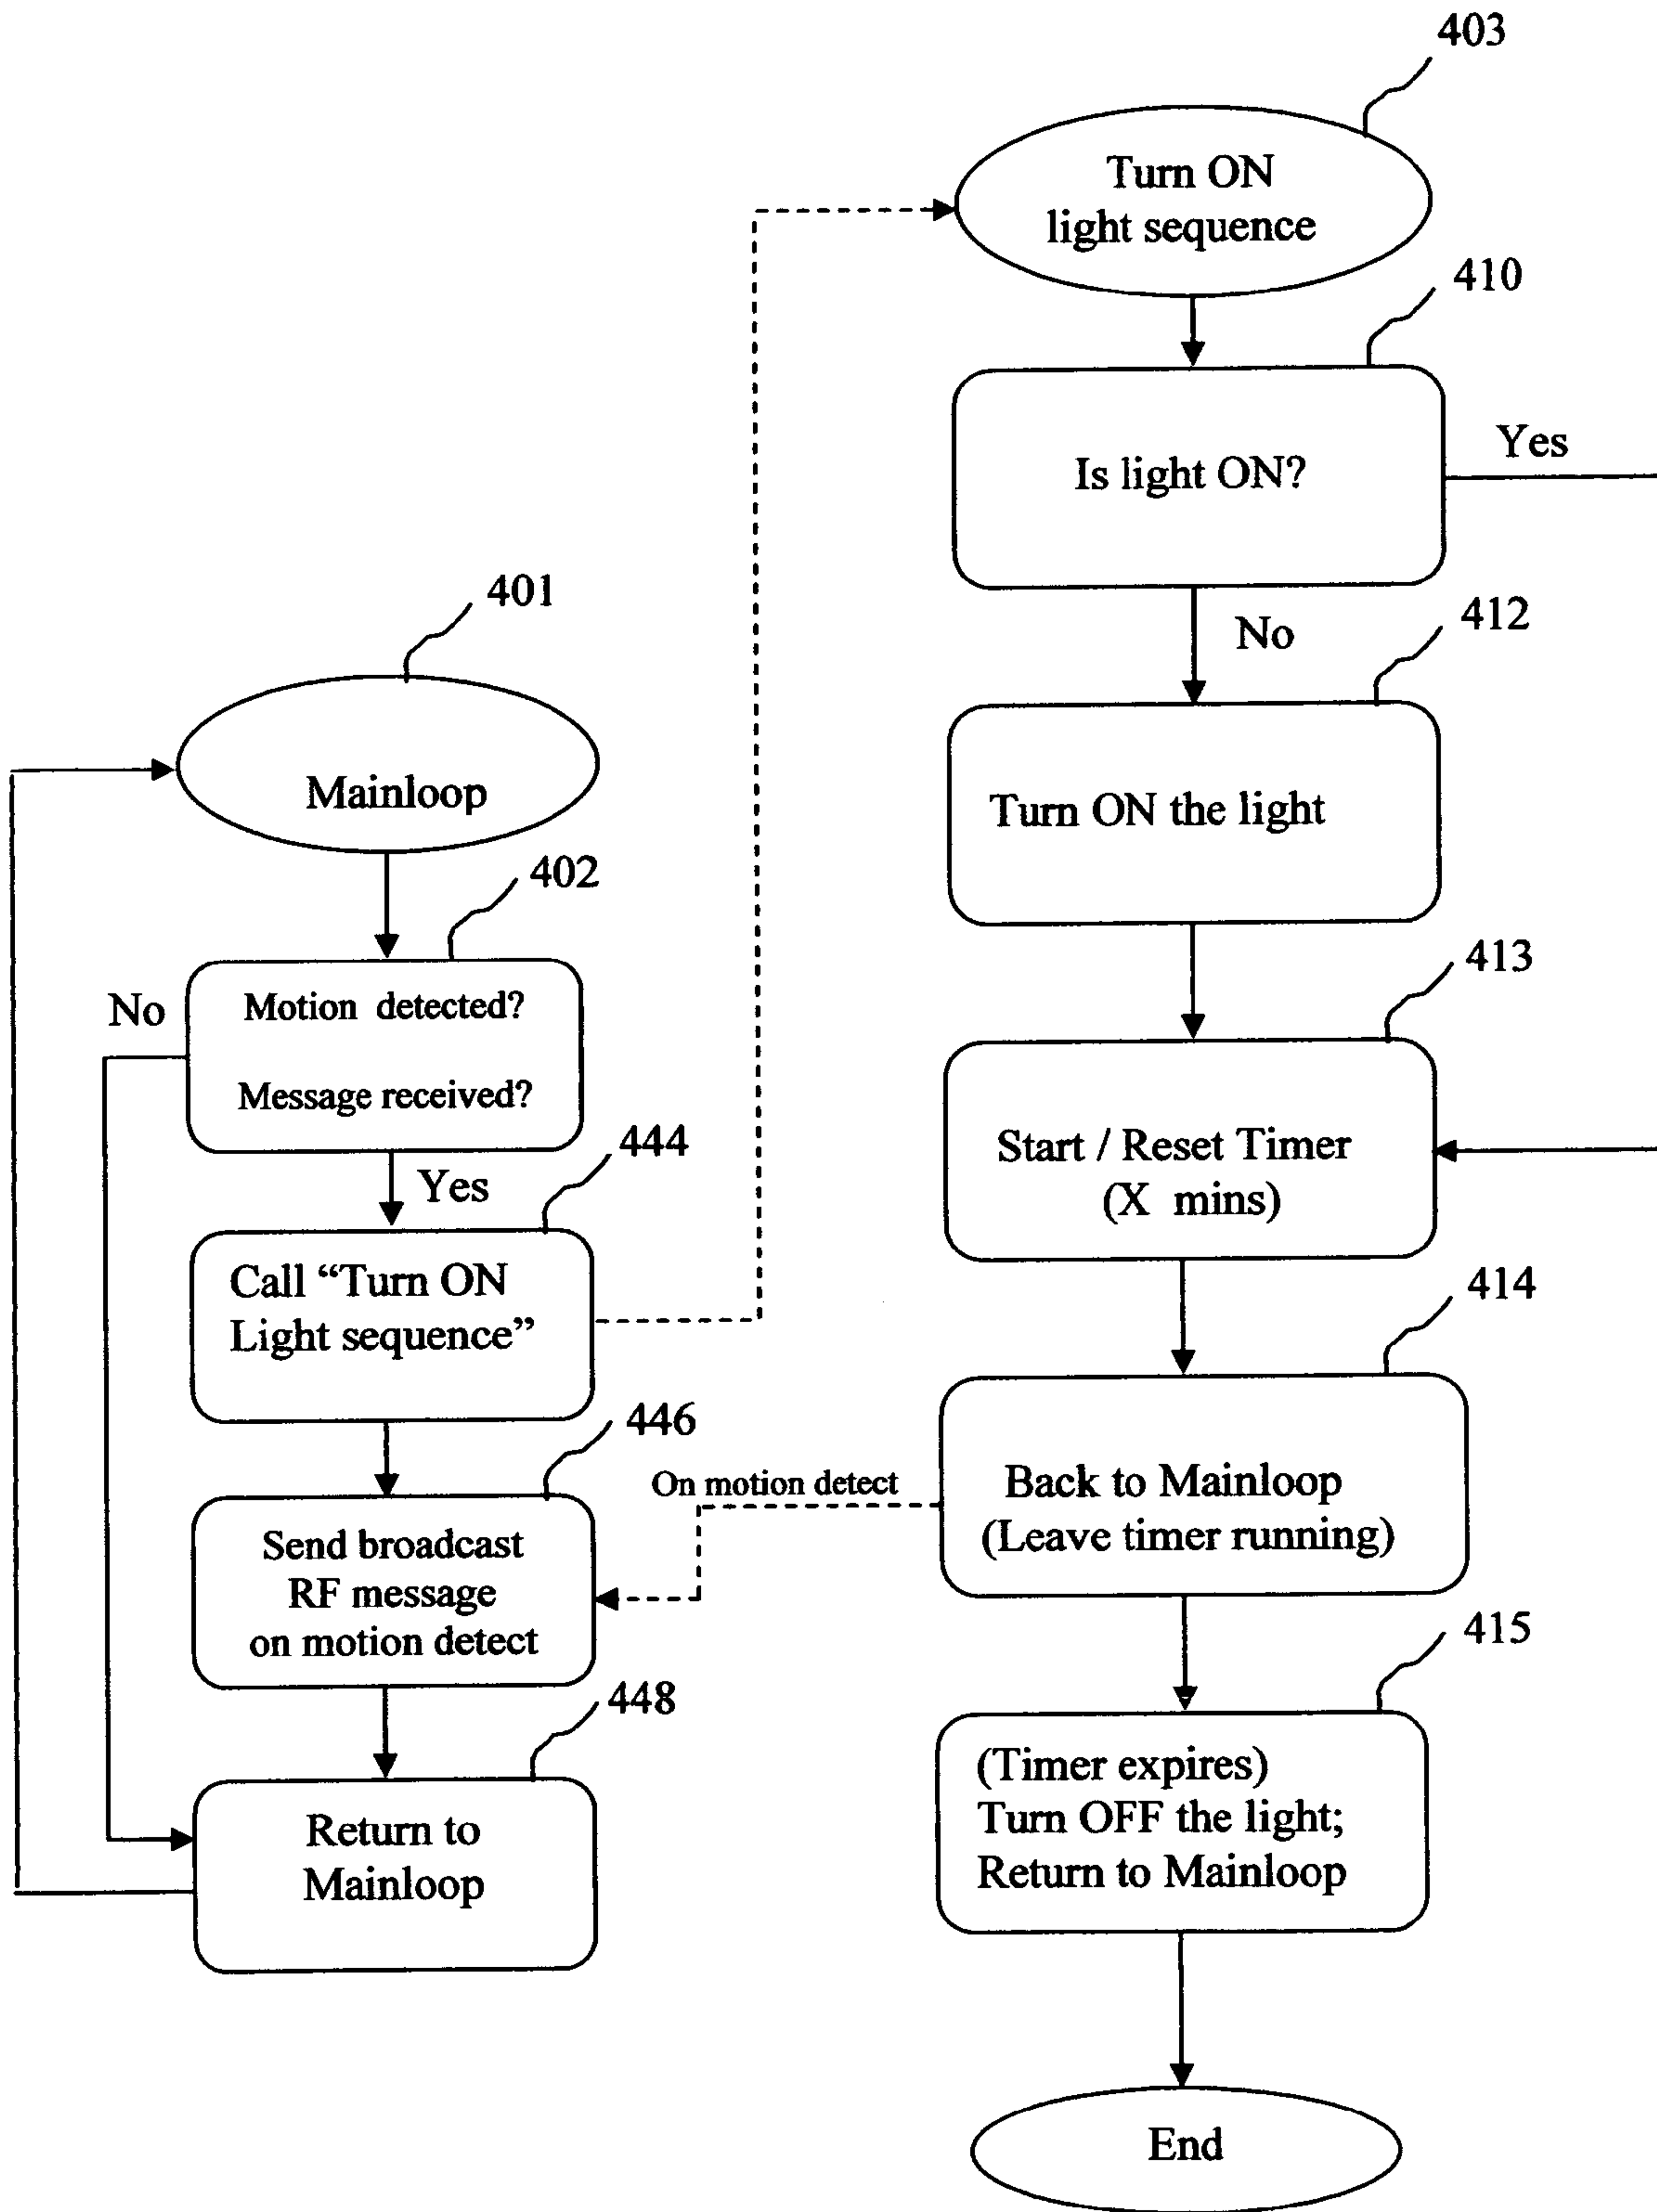 403
Turn ON
light sequence
410
Is light ON?
Yes
No
412
Turn ON the light
413
Start / Reset Timer
(X mins)
414
Back to Mainloop
(Leave timer running)
415
(Timer expires)
Turn OFF the light;
Return to Mainloop
End
401
Mainloop
402
No
Motion detected?
Message received?
Yes
444
Call “Turn ON
Light sequence”
446
On motion detect
Send broadcast
RF message
on motion detect
448
Return to
Mainloop